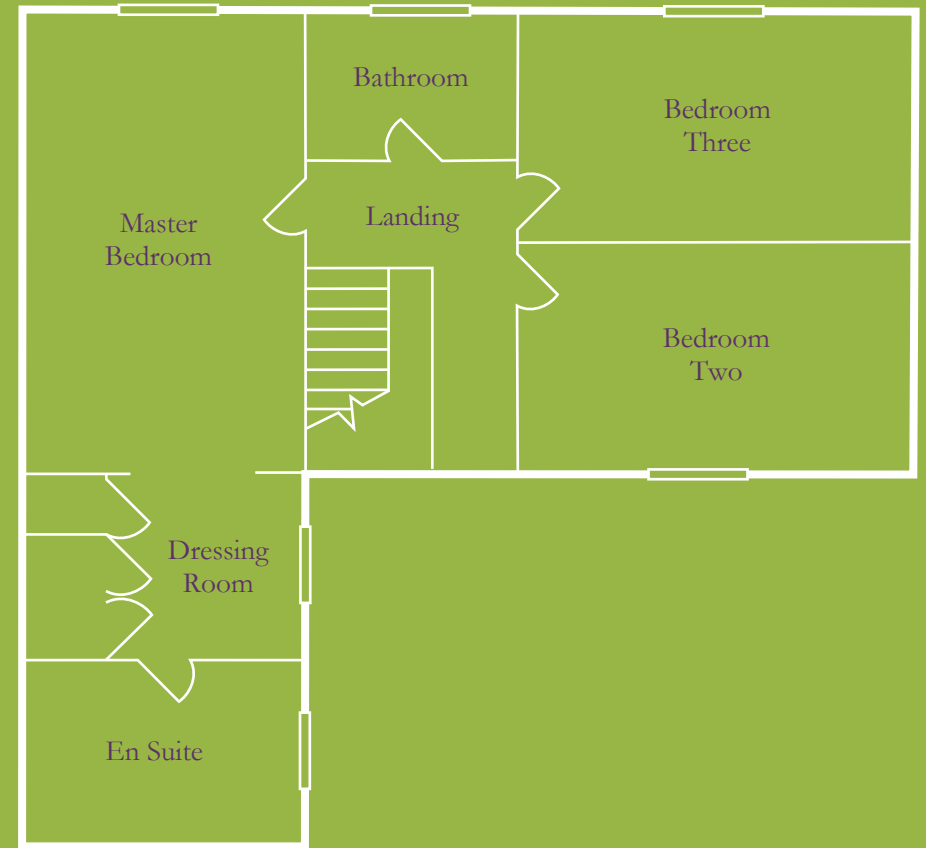 Bathroom
Bedroom
Three
Master
Bedroom
Landing
Bedroom
Two
Dressing
Room
En Suite